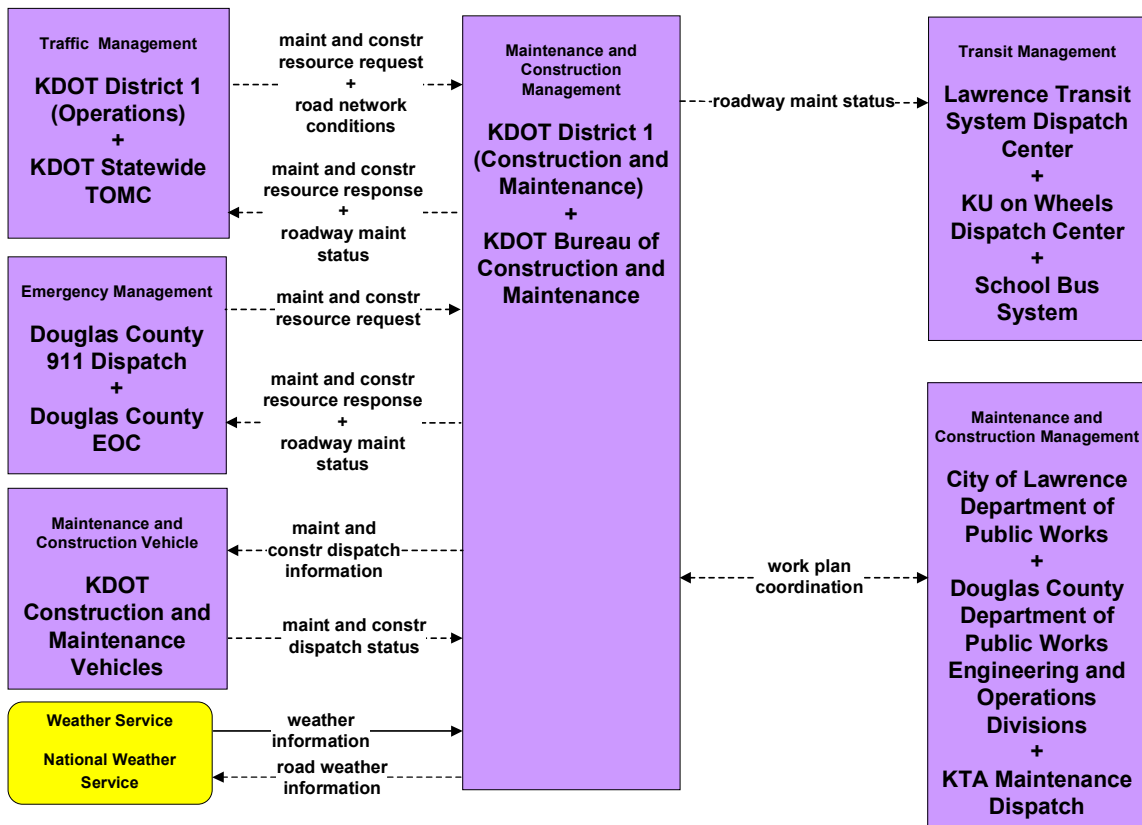 Traffic Management
KDOT District 1
(Operations)
+
KDOT Statewide
TOMC
maint and constr
resource request
+
road network
conditions
maint and constr
resource response
+
roadway maint
status
Emergency Management
Douglas County
911 Dispatch
+
Douglas County
EOC
maint and constr
resource request
maint and constr
resource response
+
roadway maint
status
Maintenance and
Construction Vehicle
KDOT
Construction and
Maintenance
Vehicles
maint and
constr dispatch
information
maint and constr
dispatch status
Weather Service
National Weather
Service
weather
information
road weather
information
Maintenance and
Construction
Management
KDOT District 1
(Construction and
Maintenance)
+
KDOT Bureau of
Construction and
Maintenance
roadway maint status
Transit Management
Lawrence Transit
System Dispatch
Center
+
KU on Wheels
Dispatch Center
+
School Bus
System
work plan
coordination
Maintenance and
Construction Management
City of Lawrence
Department of
Public Works
+
Douglas County
Department of
Public Works
Engineering and
Operations
Divisions
+
KTA Maintenance
Dispatch